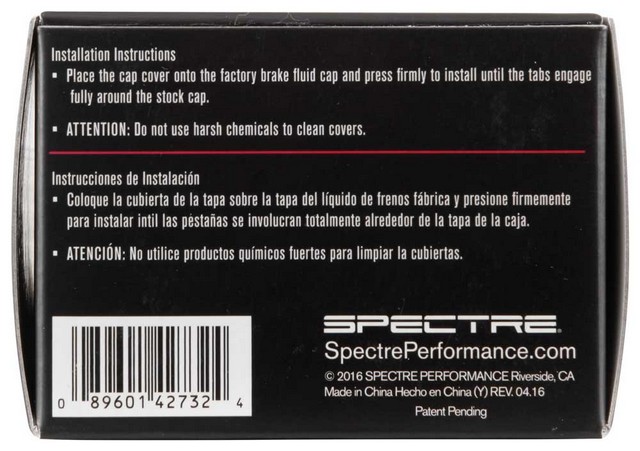 Installation Instructions
▪ Place the cap cover onto the factory brake fluid cap and press firmly to install until the tabs engage
fully around the stock cap.
▪ ATTENTION: Do not use harsh chemicals to clean covers.
Instrucciones de Instalación
▪ Coloque la cubierta de la tapa sobre la tapa del líquido de frenos fábrica y presione firmemente
para instalar intil las pestañas se involucran totalmente alrededor de la tapa de la caja.
▪ ATENCIÓN: No utilice productos químicos fuertes para limpiar la cubiertas.
SPECTRE®
SpectrePerformance.com
© 2016 SPECTRE PERFORMANCE Riverside, CA
Made in China Hecho en China (Y) REV. 04.16
Patent Pending
0 89601 42732 4